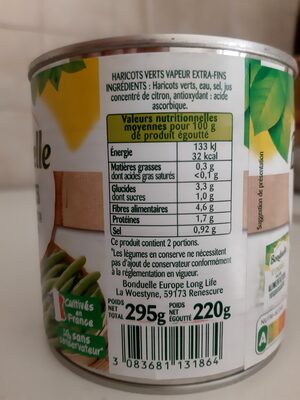 HARICOTS VERTS VAPEUR EXTRA-FINS
INGRÉDIENTS : Haricots verts, eau, sel, jus
concentré de citron, antioxydant : acide
ascorbique.
Valeurs nutritionnelles
moyennes pour 100 g
de produit égoutté
Energie 133 kJ
32 kcal
Matières grasses 0,3 g
dont acides gras saturés <0,1 g
Glucides 3,3 g
dont sucres 1,0 g
Fibres alimentaires 4,6 g
Protéines 1,7 g
Sel 0,92 g
Ce produit contient 2 portions.
*Les légumes en conserve ne nécessitent
pas d'ajout de conservateur conformément
à la réglementation en vigueur.
Bonduelle Europe Long Life
La Woestyne, 59173 Renescure
POIDS NET TOTAL 295g POIDS NET ÉGOUTTÉ 220g
3 083681 131864
Cultivés
en
France
sans
conservateur*
Suggestion de présentation
Bonduelle
A